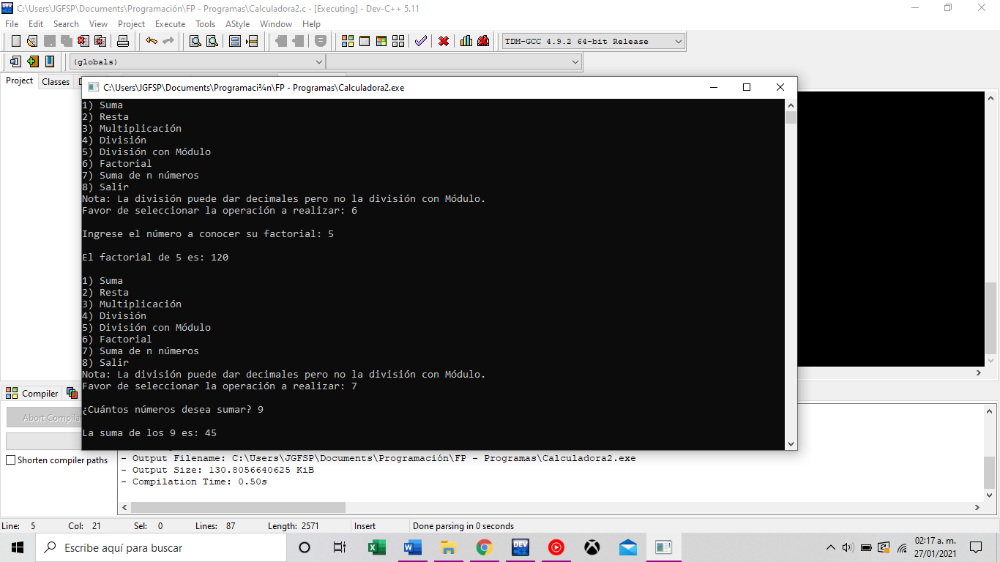 C:\Users\JGFSP\Documents\Programación\FP - Programas\Calculadora2.c - [Executing] - Dev-C++ 5.11
File Edit Search View Project Execute Tools AStyle Window Help
TDM-GCC 4.9.2 64-bit Release
(globals)
Project Classes
C:\Users\JGFSP\Documents\Programaci¾n\FP - Programas\Calculadora2.exe
1) Suma
2) Resta
3) Multiplicación
4) División
5) División con Módulo
6) Factorial
7) Suma de n números
8) Salir
Nota: La división puede dar decimales pero no la división con Módulo.
Favor de seleccionar la operación a realizar: 6
Ingrese el número a conocer su factorial: 5
El factorial de 5 es: 120
1) Suma
2) Resta
3) Multiplicación
4) División
5) División con Módulo
6) Factorial
7) Suma de n números
8) Salir
Nota: La división puede dar decimales pero no la división con Módulo.
Favor de seleccionar la operación a realizar: 7
¿Cuántos números desea sumar? 9
La suma de los 9 es: 45
Compiler
Abort Compilat
Shorten compiler paths
- Output Filename: C:\Users\JGFSP\Documents\Programación\FP - Programas\Calculadora2.exe
- Output Size: 130.8056640625 KiB
- Compilation Time: 0.50s
Line: 5 Col: 21 Sel: 0 Lines: 87 Length: 2571 Insert Done parsing in 0 seconds
Escribe aquí para buscar
DEV
02:17 a. m.
27/01/2021